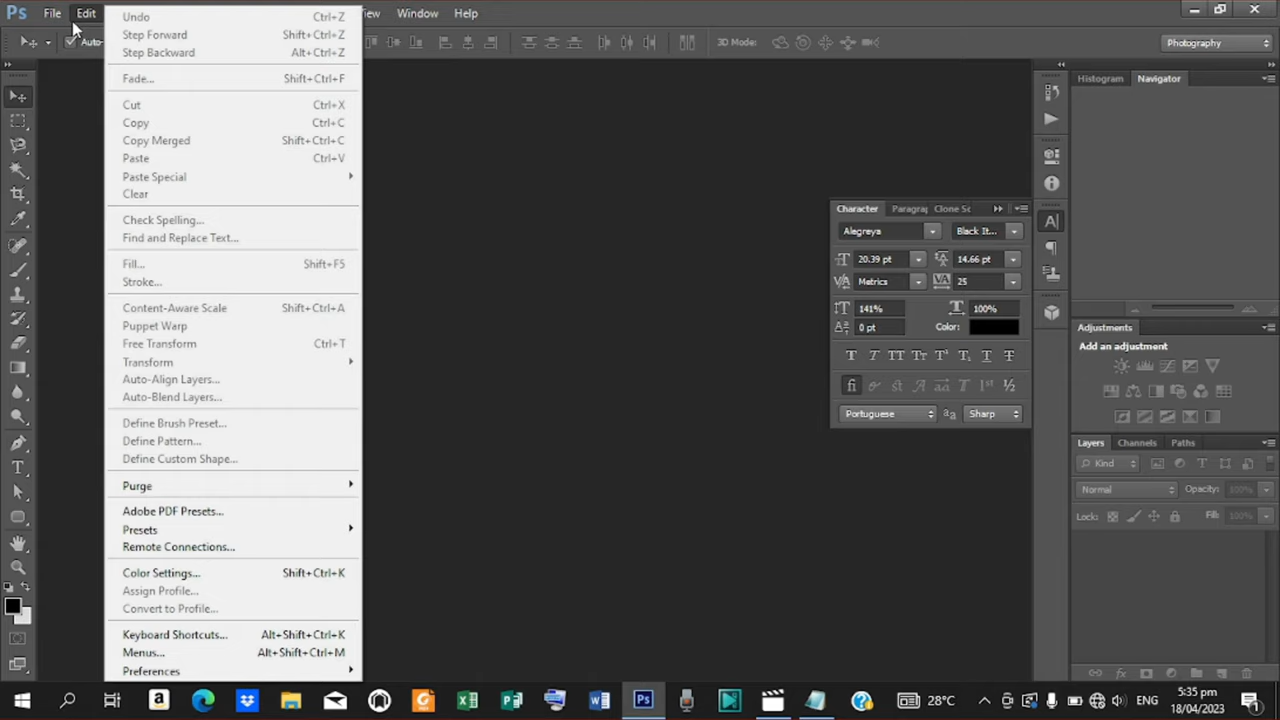 Ps File Edit View Window Help
Auto-
3D Mode:
Photography
Undo Ctrl+Z
Step Forward Shift+Ctrl+Z
Step Backward Alt+Ctrl+Z
Fade... Shift+Ctrl+F
Cut Ctrl+X
Copy Ctrl+C
Copy Merged Shift+Ctrl+C
Paste Ctrl+V
Paste Special
Clear
Check Spelling...
Find and Replace Text...
Fill... Shift+F5
Stroke...
Content-Aware Scale Shift+Ctrl+A
Puppet Warp
Free Transform Ctrl+T
Transform
Auto-Align Layers...
Auto-Blend Layers...
Define Brush Preset...
Define Pattern...
Define Custom Shape...
Purge
Adobe PDF Presets...
Presets
Remote Connections...
Color Settings... Shift+Ctrl+K
Assign Profile...
Convert to Profile...
Keyboard Shortcuts... Alt+Shift+Ctrl+K
Menus... Alt+Shift+Ctrl+M
Preferences
Character Paragra Clone So
Alegreya Black It...
20.39 pt 14.66 pt
Metrics 25
141% 100%
0 pt Color:
Portuguese Sharp
Histogram Navigator
Adjustments
Add an adjustment
Layers Channels Paths
Kind
Normal Opacity: 100%
Lock: Fill: 100%
28°C ENG 5:35 pm
18/04/2023